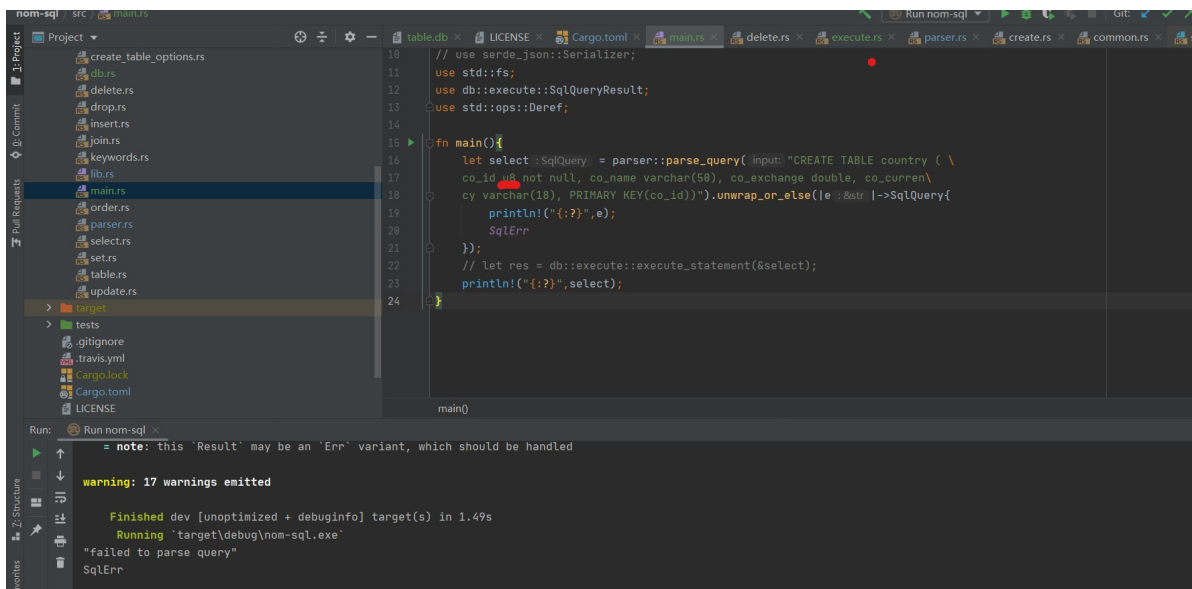 nom-sql / src / main.rs
Run nom-sql
Git:
1: Project
0: Commit
Pull Requests
Z: Structure
Project
create_table_options.rs
db.rs
delete.rs
drop.rs
insert.rs
join.rs
keywords.rs
lib.rs
main.rs
order.rs
parser.rs
select.rs
set.rs
table.rs
update.rs
target
tests
.gitignore
.travis.yml
Cargo.lock
Cargo.toml
LICENSE
table.db LICENSE Cargo.toml main.rs delete.rs execute.rs parser.rs create.rs common.rs
10 // use serde_json::Serializer;
11 use std::fs;
12 use db::execute::SqlQueryResult;
13 use std::ops::Deref;
14
15 fn main(){
16 let select : SqlQuery = parser::parse_query( input: "CREATE TABLE country ( \
17 co_id u8 not null, co_name varchar(50), co_exchange double, co_curren\
18 cy varchar(18), PRIMARY KEY(co_id))").unwrap_or_else(|e : &str |->SqlQuery{
19 println!("{:?}",e);
20 SqlErr
21 });
22 // let res = db::execute::execute_statement(&select);
23 println!("{:?}",select);
24 }
main()
Run: Run nom-sql
= note: this `Result` may be an `Err` variant, which should be handled
warning: 17 warnings emitted
Finished dev [unoptimized + debuginfo] target(s) in 1.49s
Running `target\debug\nom-sql.exe`
"failed to parse query"
SqlErr